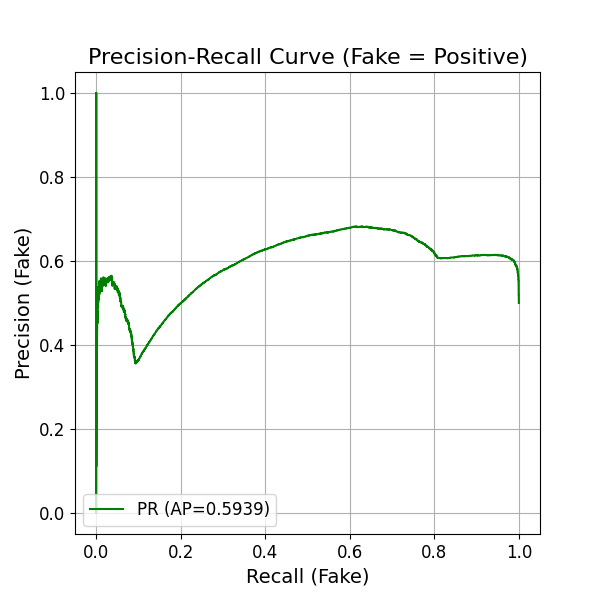 Precision-Recall Curve (Fake = Positive)
Precision (Fake)
1.0
0.8
0.6
0.4
0.2
0.0
PR (AP=0.5939)
0.0 0.2 0.4 0.6 0.8 1.0
Recall (Fake)